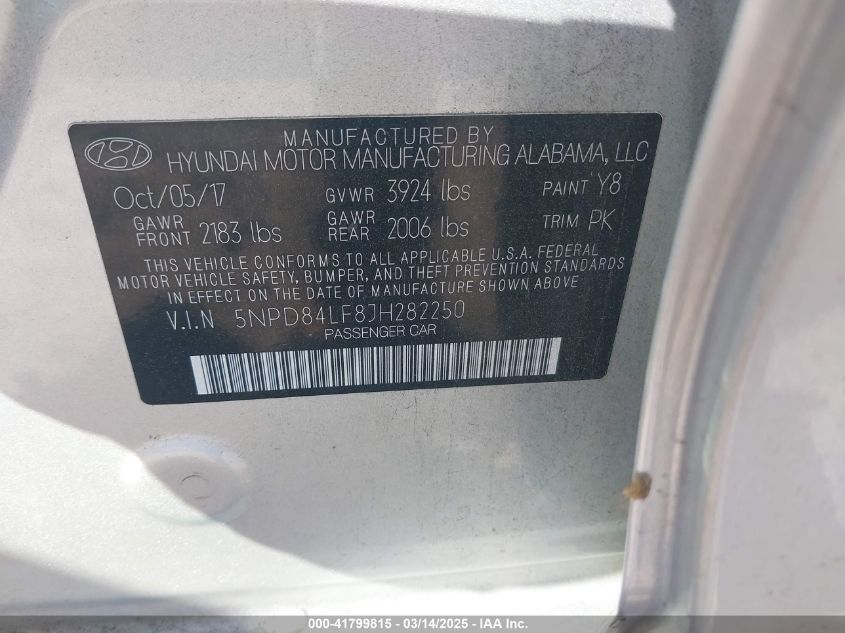 MANUFACTURED BY
HYUNDAI MOTOR MANUFACTURING ALABAMA, LLC
Oct/05/17 GVWR 3924 lbs PAINT Y8
GAWR FRONT 2183 lbs GAWR REAR 2006 lbs TRIM PK
THIS VEHICLE CONFORMS TO ALL APPLICABLE U.S.A. FEDERAL
MOTOR VEHICLE SAFETY, BUMPER, AND THEFT PREVENTION STANDARDS
IN EFFECT ON THE DATE OF MANUFACTURE SHOWN ABOVE.
V.I.N 5NPD84LF8JH282250
PASSENGER CAR
000-41799815 - 03/14/2025 - IAA Inc.